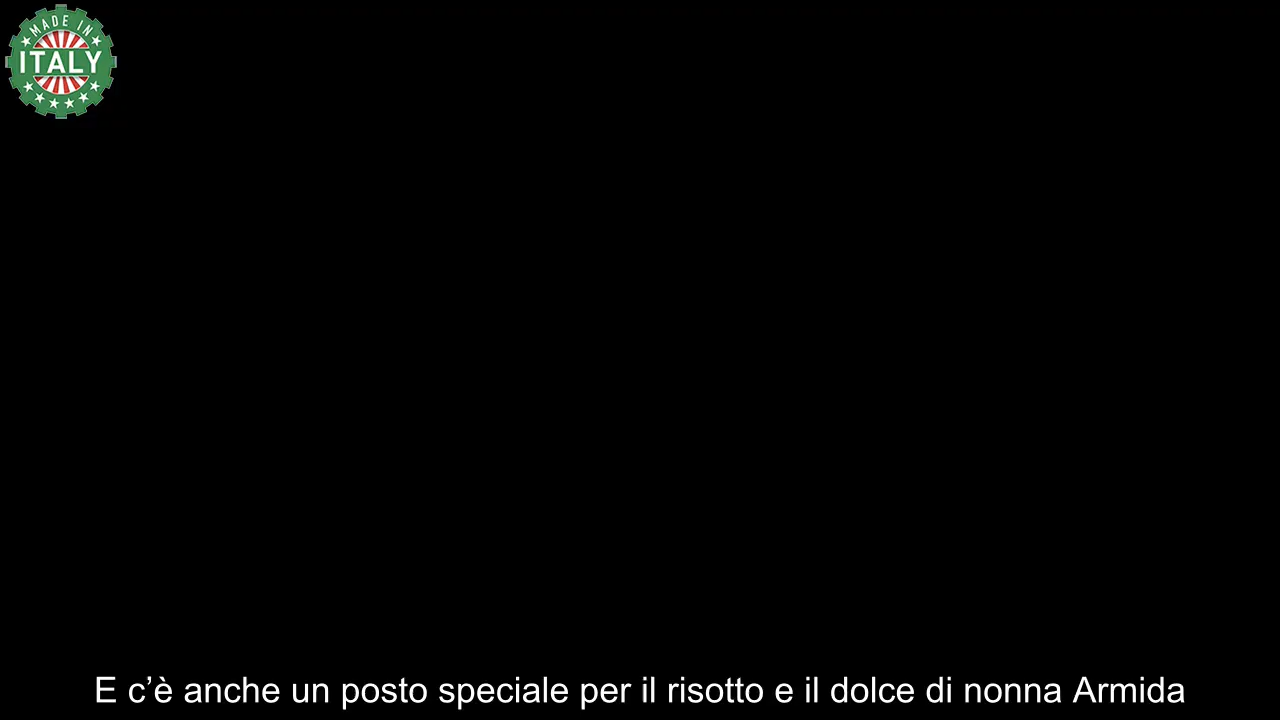 MADE IN
ITALY
E c’è anche un posto speciale per il risotto e il dolce di nonna Armida